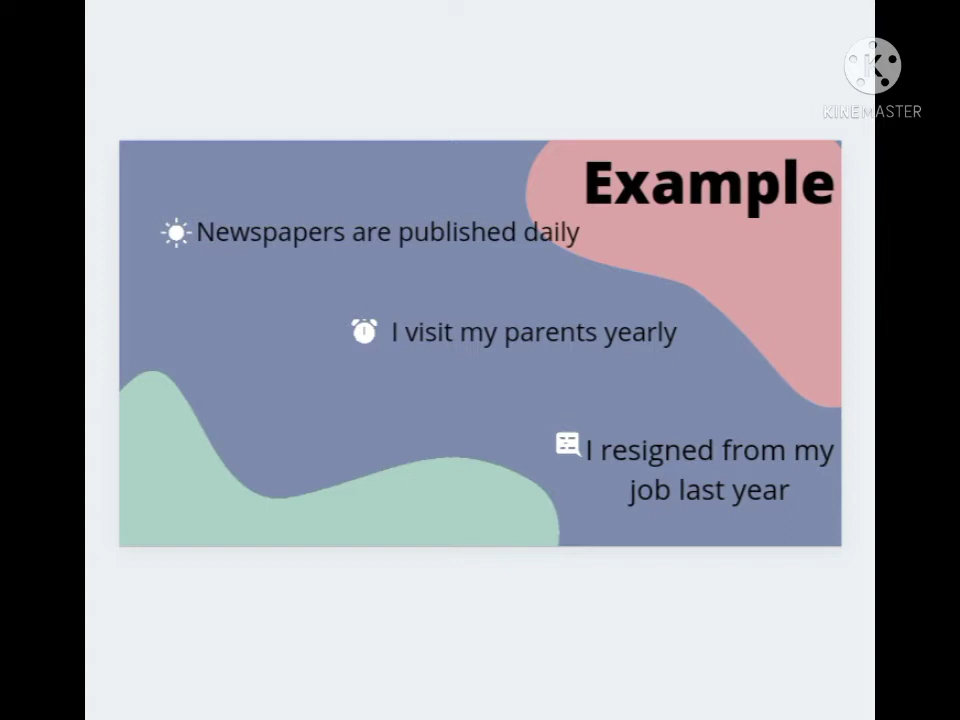 K
KINEMASTER
Example
Newspapers are published daily
I visit my parents yearly
I resigned from my
job last year